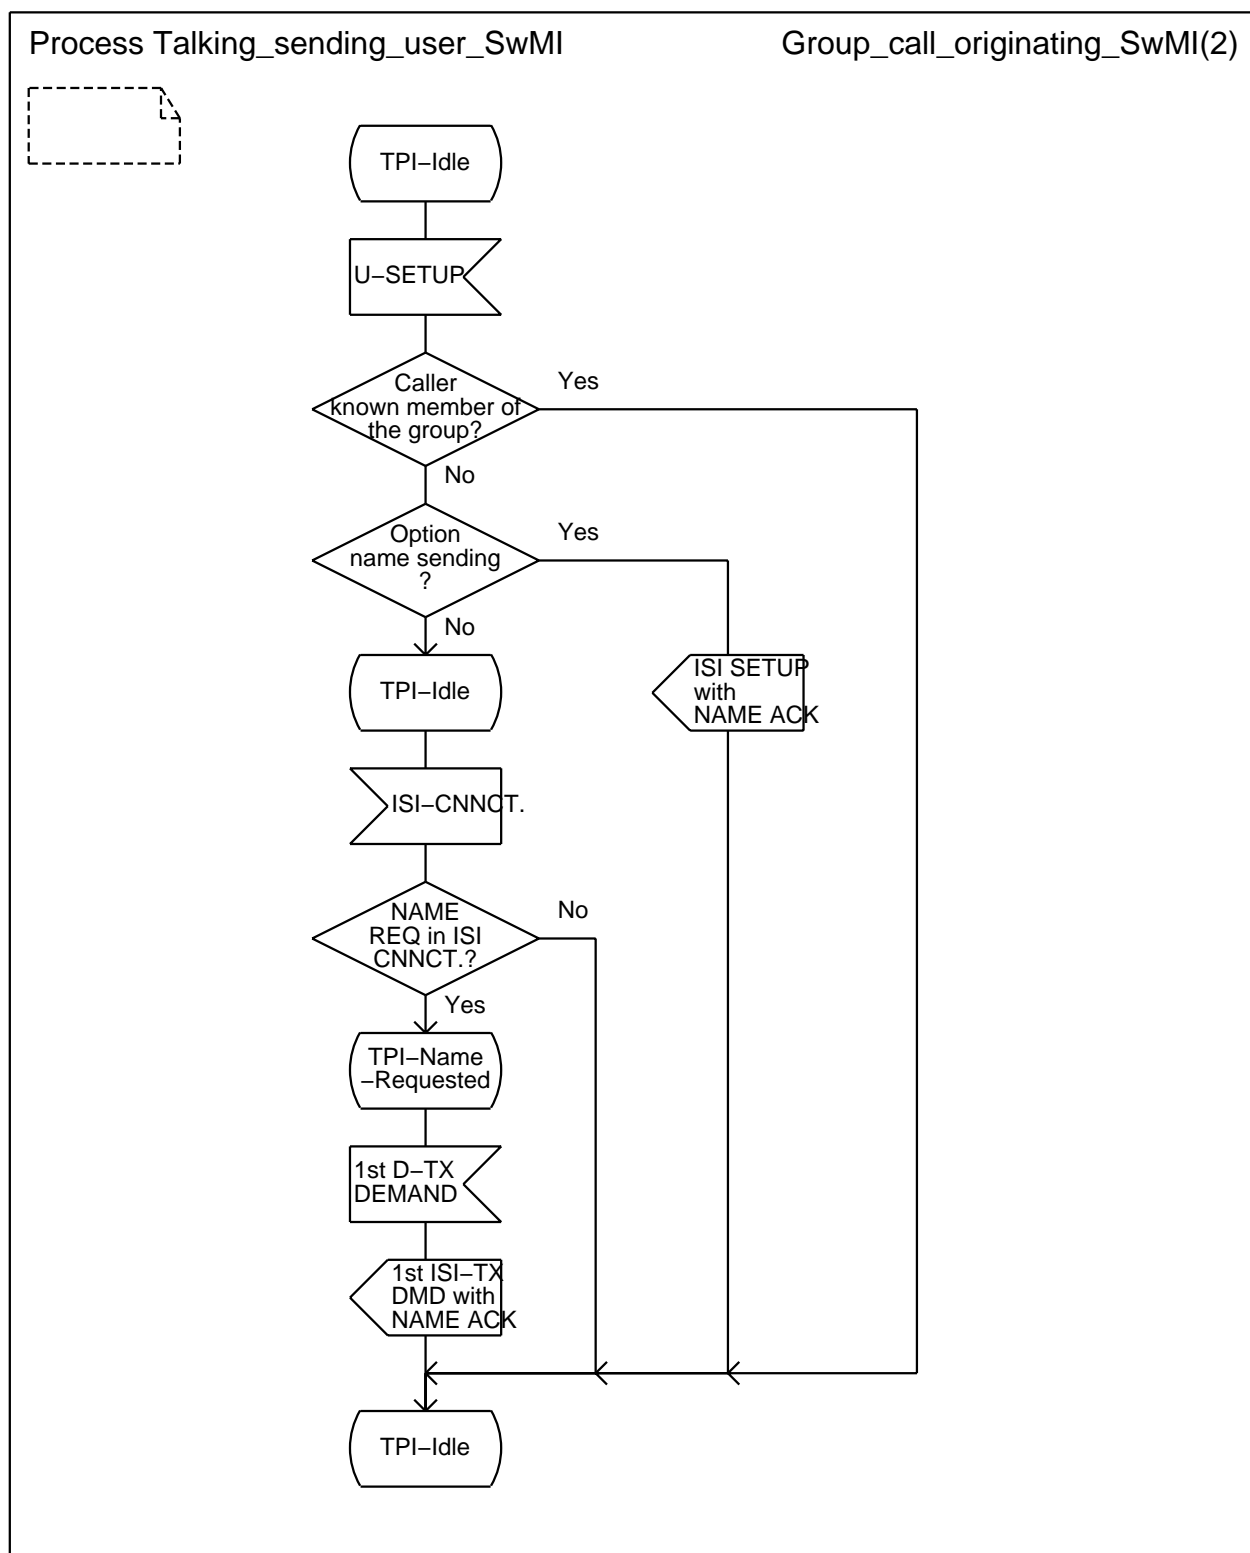 Process Talking_sending_user_SwMI
Group_call_originating_SwMI(2)
TPI–Idle
U–SETUP
Caller
known member of
the group?
Yes
No
Option
name sending
?
Yes
No
TPI–Idle
ISI SETUP
with
NAME ACK
ISI–CNNCT.
NAME
REQ in ISI
CNNCT.?
No
Yes
TPI–Name
–Requested
1st D–TX
DEMAND
1st ISI–TX
DMD with
NAME ACK
TPI–Idle